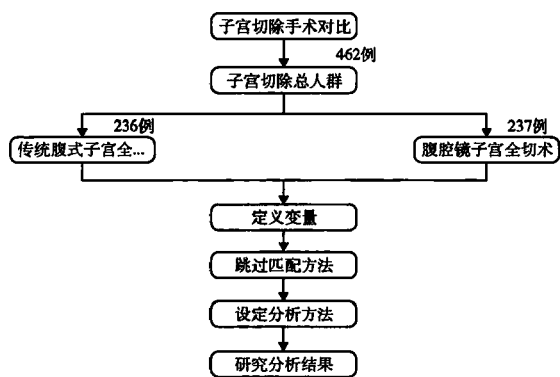 子宫切除手术对比
462例
子宫切除总人群
236例
237例
传统腹式子宫全...
腹腔镜子宫全切术
定义变量
跳过匹配方法
设定分析方法
研究分析结果